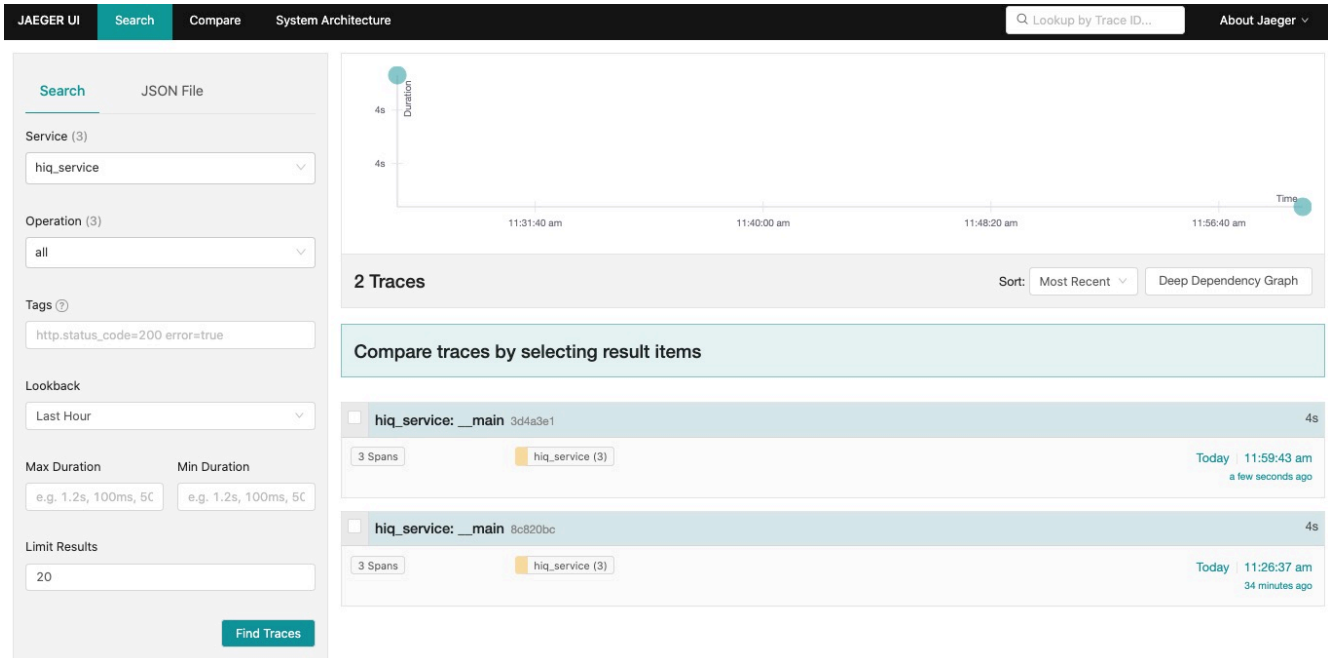 JAEGER UI Search Compare System Architecture Lookup by Trace ID... About Jaeger
Search JSON File
Service (3)
hiq_service
Operation (3)
all
Tags ?
http.status_code=200 error=true
Lookback
Last Hour
Max Duration Min Duration
e.g. 1.2s, 100ms, 50 e.g. 1.2s, 100ms, 50
Limit Results
20
Find Traces
Duration
4s
4s
Time
11:31:40 am 11:40:00 am 11:48:20 am 11:56:40 am
2 Traces Sort: Most Recent Deep Dependency Graph
Compare traces by selecting result items
hiq_service: __main 3d4a3e1 4s
3 Spans hiq_service (3) Today 11:59:43 am
a few seconds ago
hiq_service: __main 8c820bc 4s
3 Spans hiq_service (3) Today 11:26:37 am
34 minutes ago